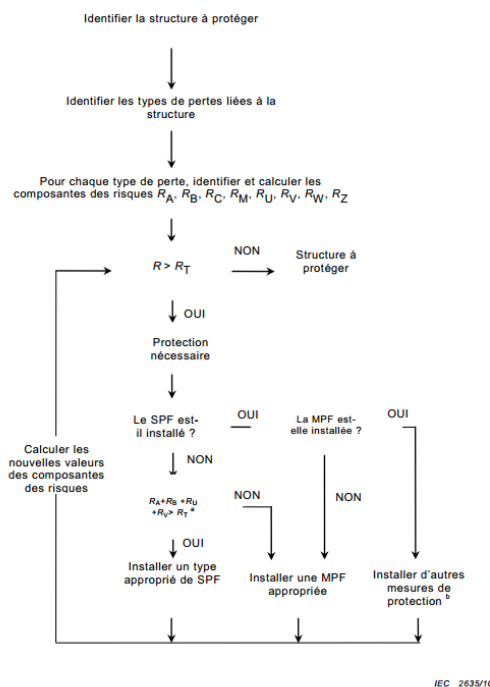 Identifier la structure à protéger
Identifier les types de pertes liées à la
structure
Pour chaque type de perte, identifier et calculer les
composantes des risques RA, RB, RC, RM, RU, RV, RW, RZ
R > RT
NON
Structure à
protéger
OUI
Protection
nécessaire
Le SPF est-
il installé ?
OUI
La MPF est-
elle installée ?
OUI
Calculer les
nouvelles valeurs
des composantes
des risques
NON
RA+RB +RU
+RV> RT a
NON
NON
OUI
Installer un type
approprié de SPF
Installer une MPF
appropriée
Installer d'autres
mesures de
protection b
IEC 2635/10